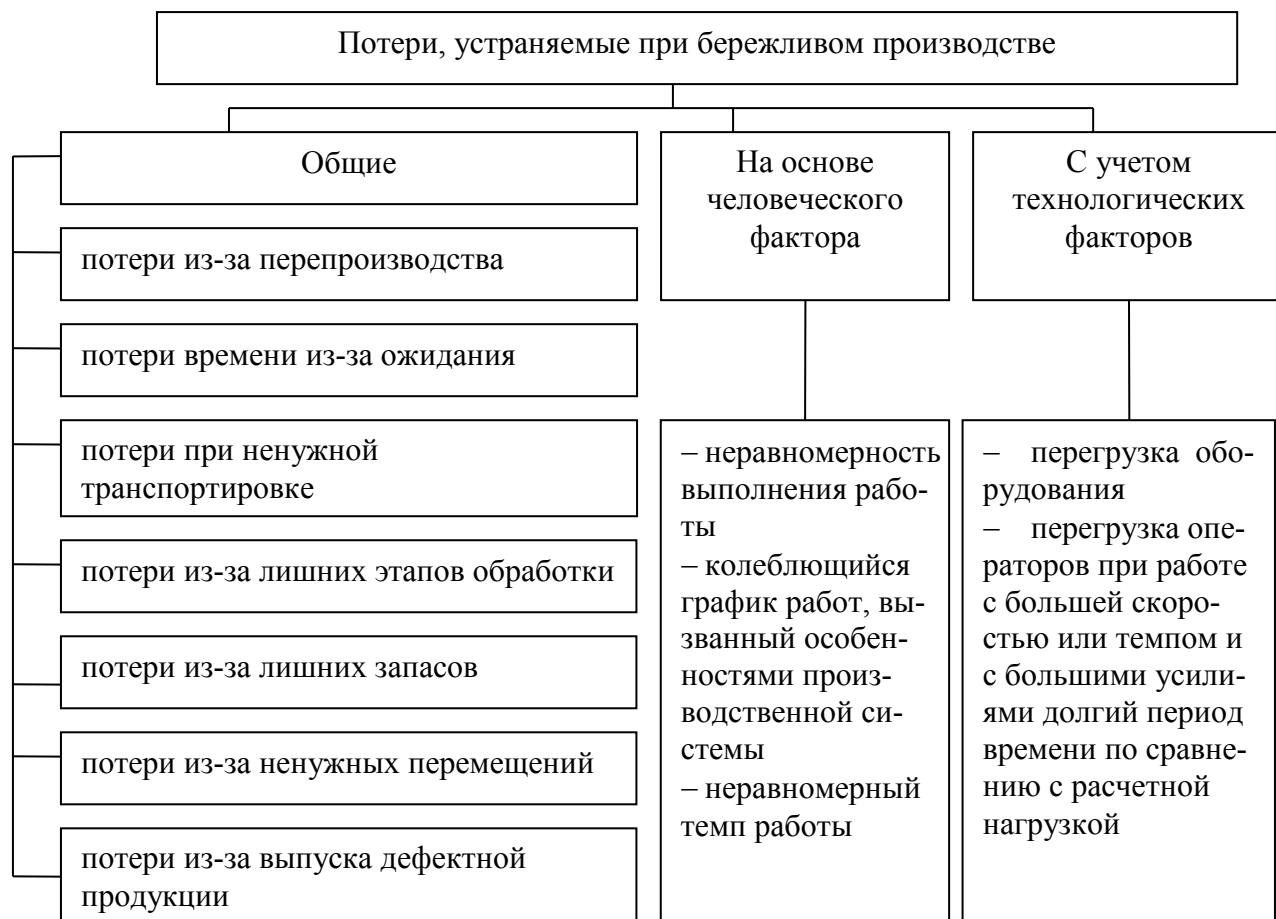 Потери, устраняемые при бережливом производстве
Общие
потери из-за перепроизводства
потери времени из-за ожидания
потери при ненужной
транспортировке
потери из-за лишних этапов обработки
потери из-за лишних запасов
потери из-за ненужных перемещений
потери из-за выпуска дефектной
продукции
На основе
человеческого
фактора
– неравномерность
выполнения рабо-
ты
– колеблющийся
график работ, вы-
званный особен-
ностями произ-
водственной си-
стемы
– неравномерный
темп работы
С учетом
технологических
факторов
– перегрузка обо-
рудования
– перегрузка опе-
раторов при работе
с большей скоро-
стью или темпом и
с большими усили-
ями долгий период
времени по сравне-
нию с расчетной
нагрузкой